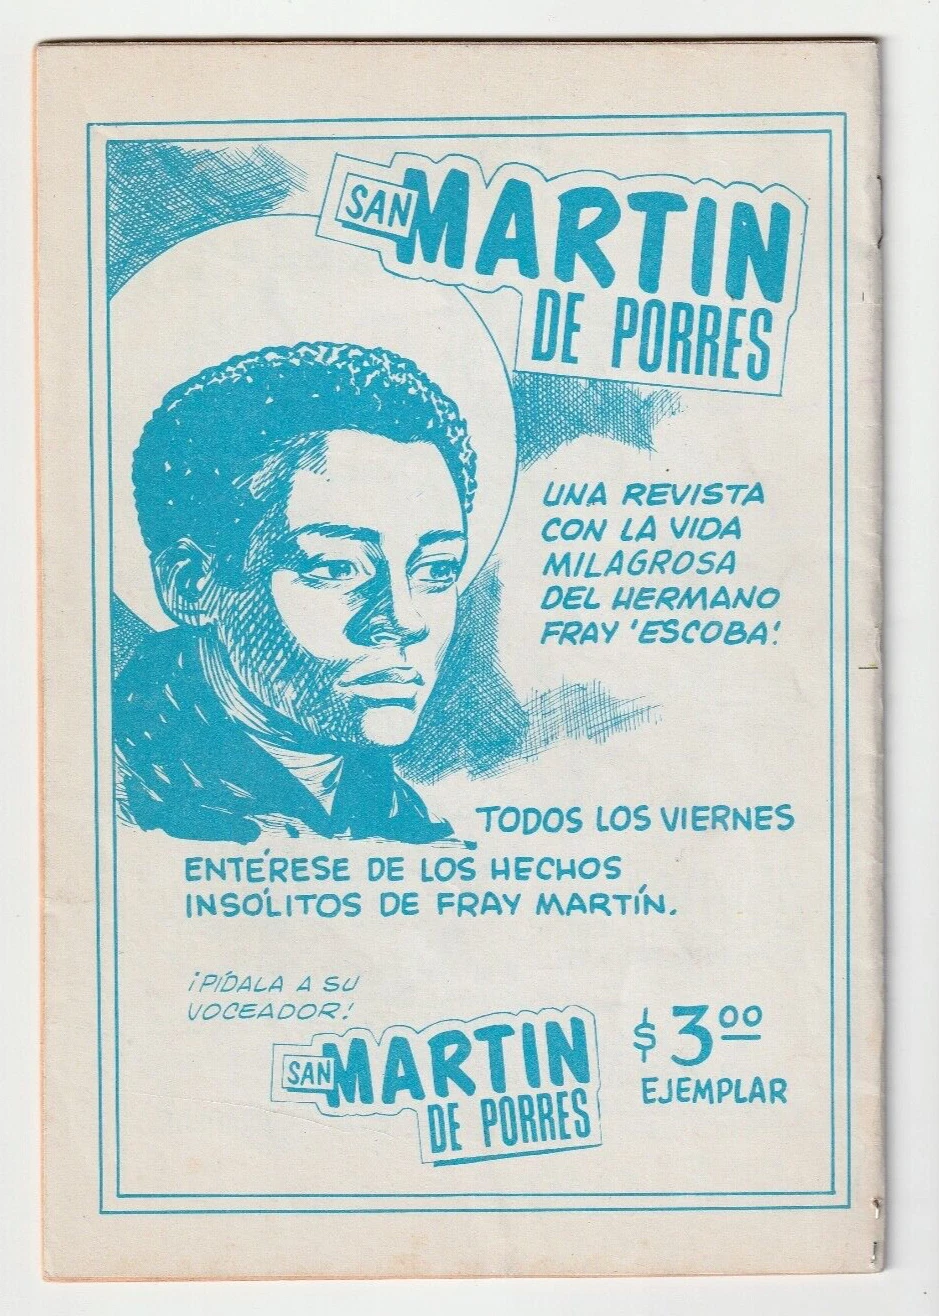 SAN MARTIN
DE PORRES
UNA REVISTA
CON LA VIDA
MILAGROSA
DEL HERMANO
FRAY 'ESCOBA'.
TODOS LOS VIERNES
ENTÉRESE DE LOS HECHOS
INSÓLITOS DE FRAY MARTÍN.
¡PÍDALA A SU
VOCEADOR!
SAN MARTIN
DE PORRES
$3.00
EJEMPLAR